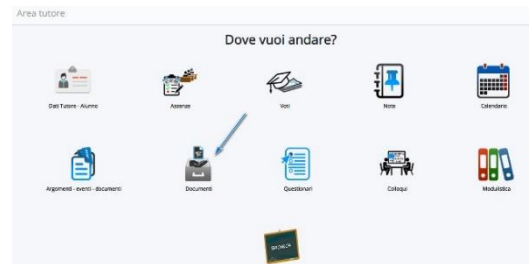 Area tutore
Dove vuoi andare?
Dati Tutore - Alunno
Assenze
Voti
Note
Calendario
Argomenti - eventi - documenti
Documenti
Questionari
Colloqui
Modulistica